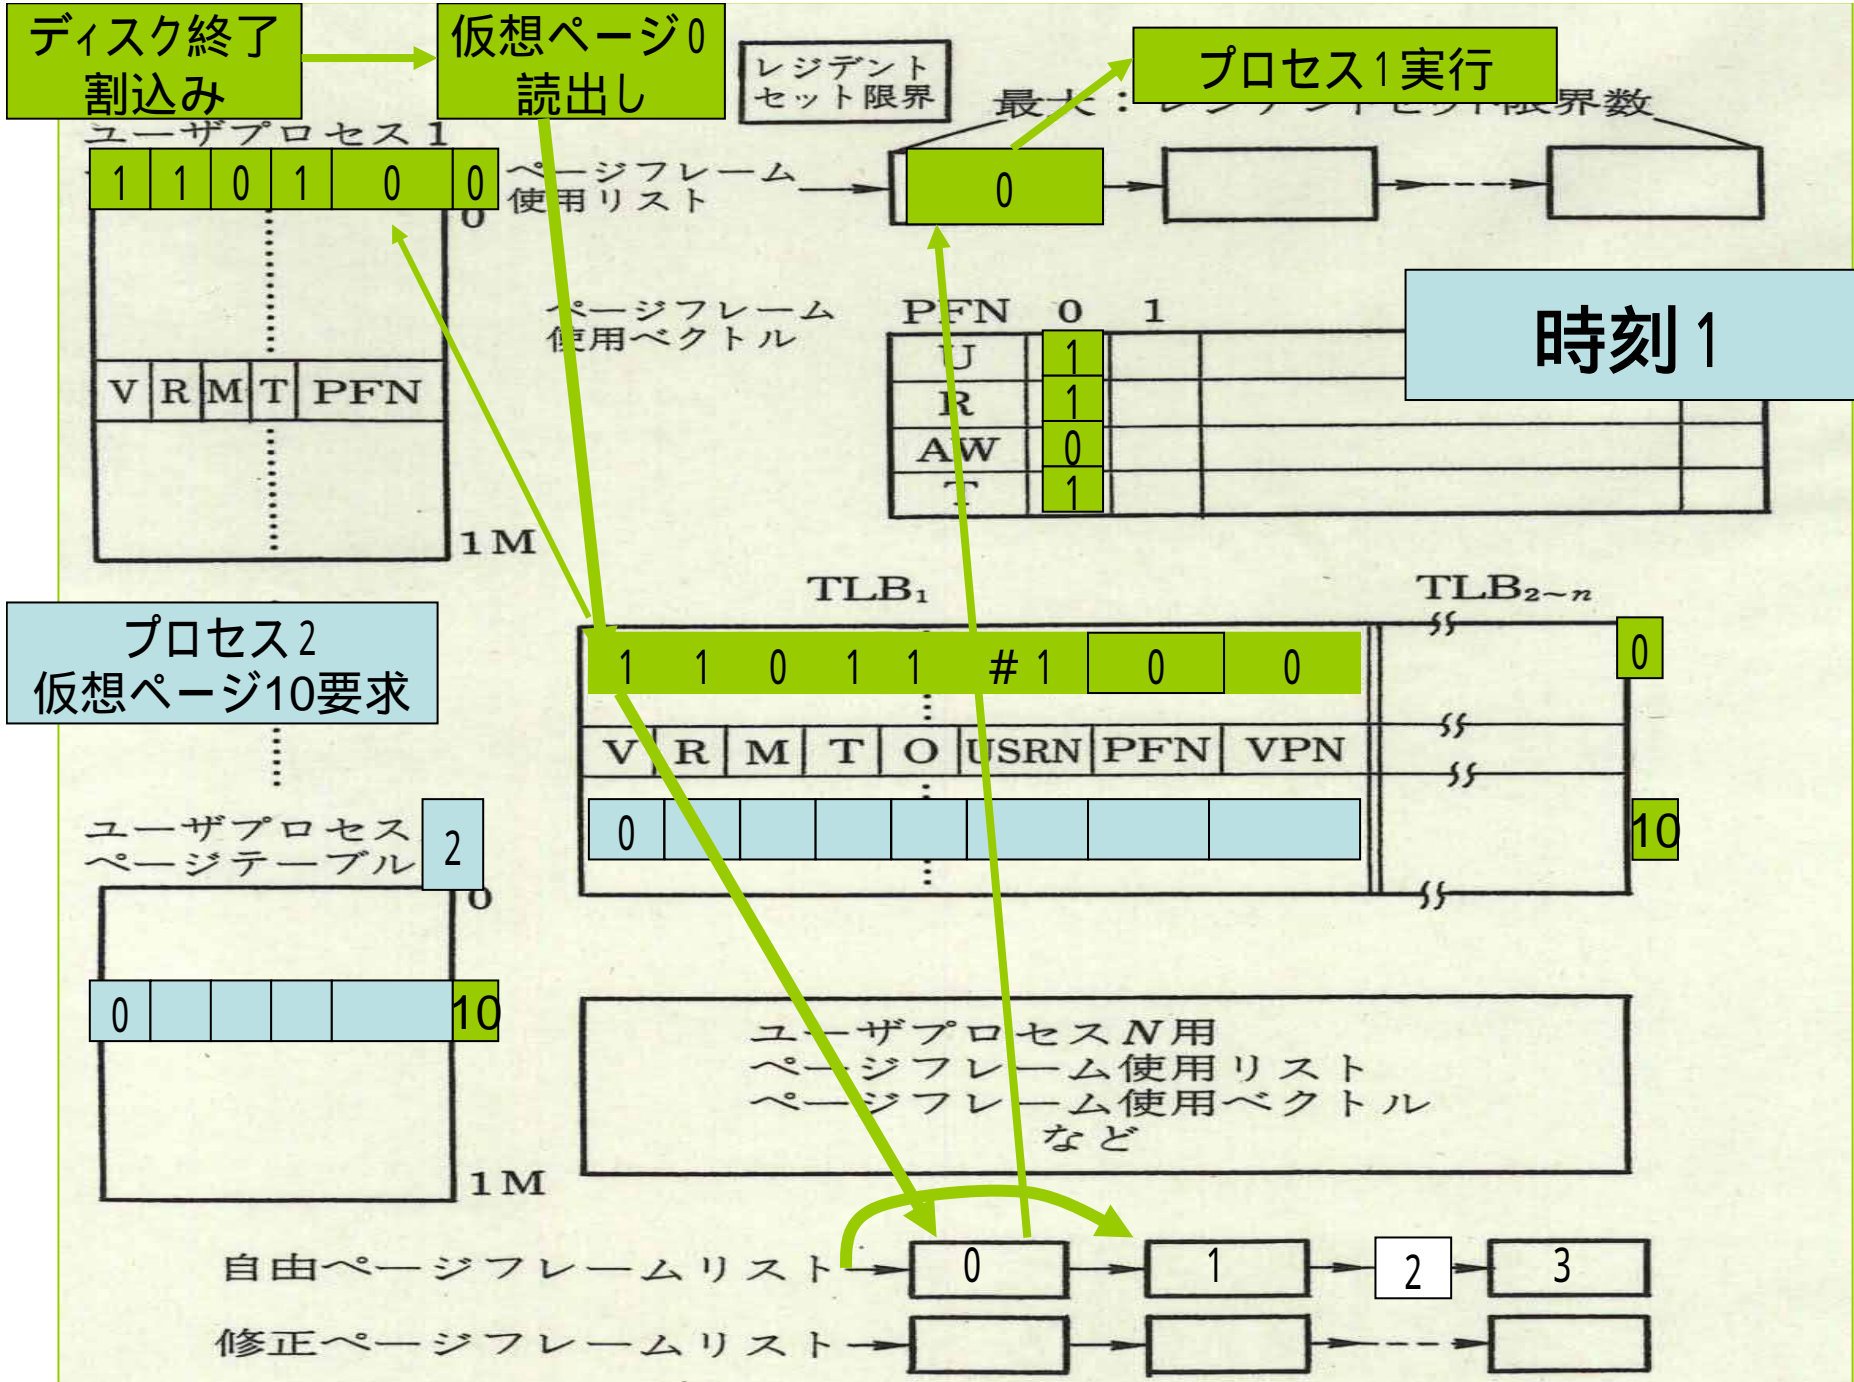 ディスク終了
割込み
仮想ページ0
読出し
レジデント
セット限界
プロセス1実行
最大：レジデントセット限界数
ユーザプロセス1
1 1 0 1 0 0
0
ページフレーム
使用リスト
0
ページフレーム
使用ベクトル
PFN 0 1
U 1
R 1
AW 0
T 1
時刻1
V R M T PFN
1M
TLB₁
TLB₂～ₙ
プロセス2
仮想ページ10要求
1 1 0 1 1 #1 0 0
0
V R M T O USRN PFN VPN
0
10
ユーザプロセス 2
ページテーブル
0
0
10
1M
ユーザプロセスN用
ページフレーム使用リスト
ページフレーム使用ベクトル
など
自由ページフレームリスト 0 1 2 3
修正ページフレームリスト